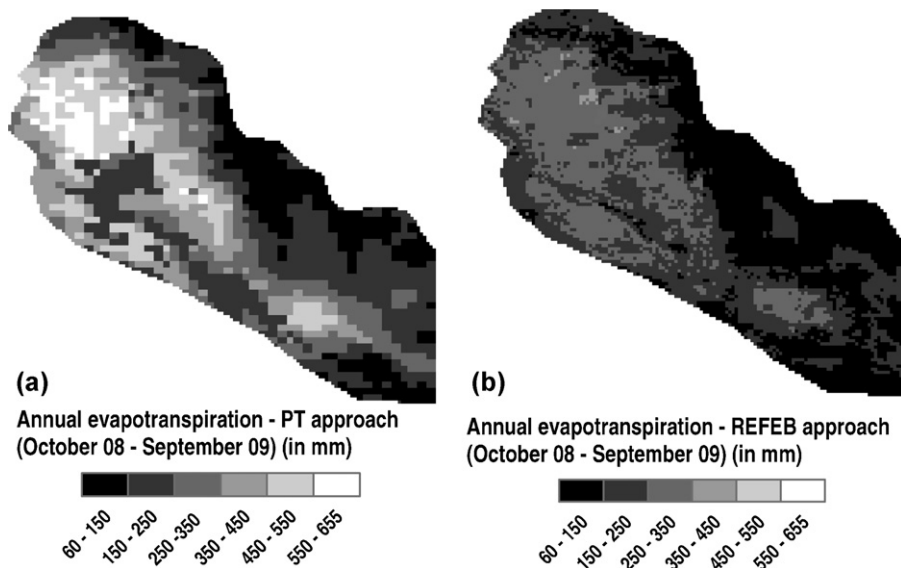 (a)
Annual evapotranspiration - PT approach
(October 08 - September 09) (in mm)
60 - 150
150 - 250
250 -350
350 - 450
450 - 550
550 - 655
(b)
Annual evapotranspiration - REFEB approach
(October 08 - September 09) (in mm)
60 - 150
150 - 250
250 - 350
350 - 450
450 - 550
550 - 655